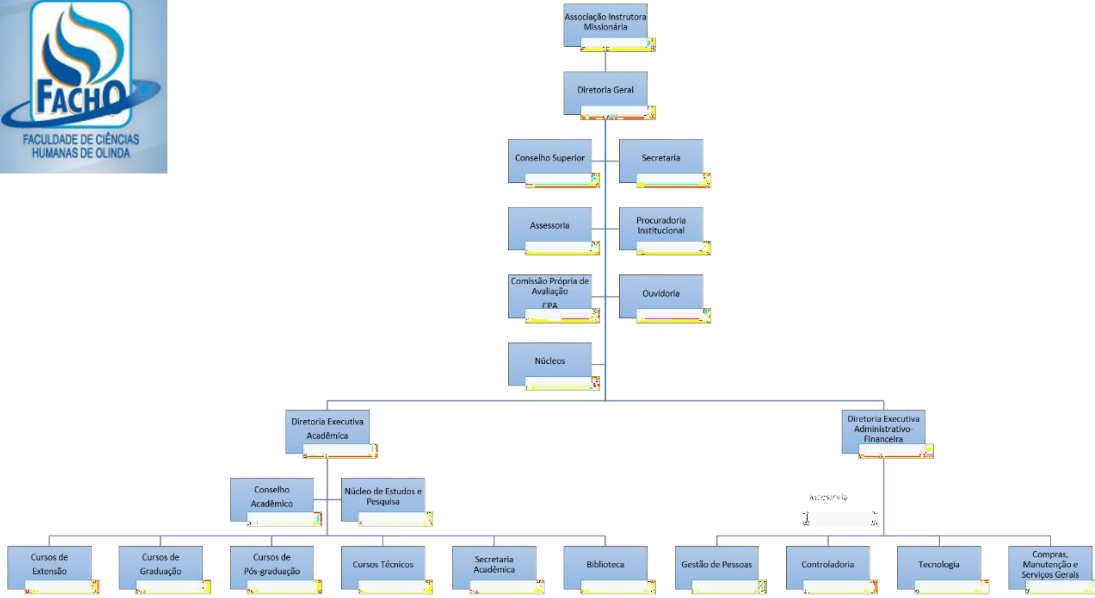 FACHO
FACULDADE DE CIÊNCIAS
HUMANAS DE OLINDA
Associação Instrutora
Missionária
Diretoria Geral
Conselho Superior
Secretaria
Assessoria
Procuradoria
Institucional
Comissão Própria de
Avaliação
CPA
Ouvidoria
Núcleos
Diretoria Executiva
Acadêmica
Diretoria Executiva
Administrativo-
Financeira
Conselho
Acadêmico
Núcleo de Estudos e
Pesquisa
Cursos de
Extensão
Cursos de
Graduação
Cursos de
Pós-graduação
Cursos Técnicos
Secretaria
Acadêmica
Biblioteca
Gestão de Pessoas
Controladoria
Tecnologia
Compras,
Manutenção e
Serviços Gerais